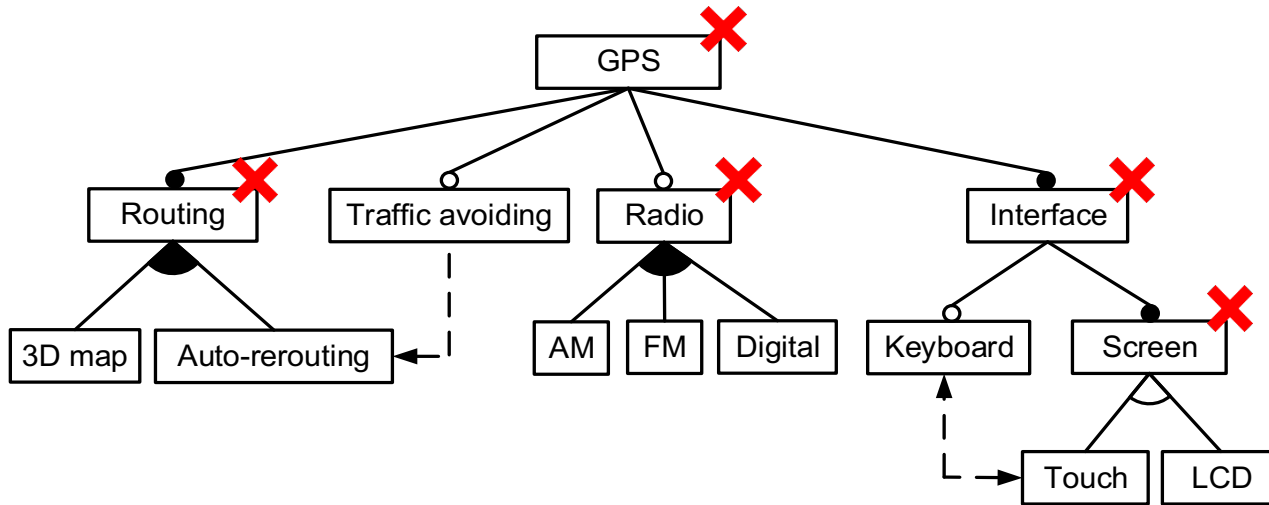 GPS
Routing
Traffic avoiding
Radio
Interface
3D map
Auto-rerouting
AM
FM
Digital
Keyboard
Screen
Touch
LCD